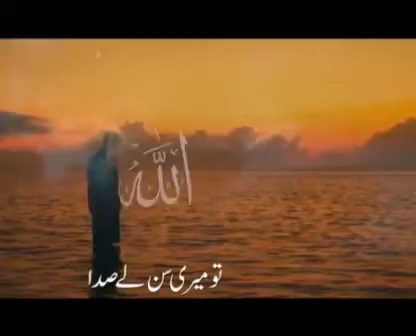 الله
تو میری سن لے صدا